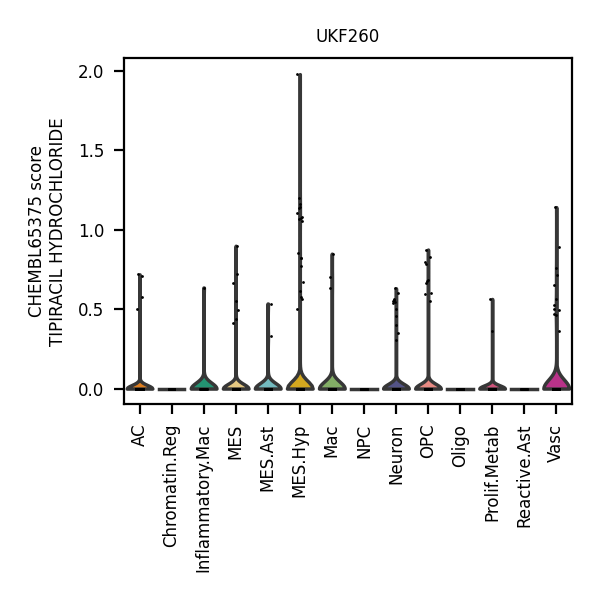 UKF260
CHEMBL65375 score
TIPIRACIL HYDROCHLORIDE
2.0
1.5
1.0
0.5
0.0
AC
Chromatin.Reg
Inflammatory.Mac
MES
MES.Ast
MES.Hyp
Mac
NPC
Neuron
OPC
Oligo
Prolif.Metab
Reactive.Ast
Vasc